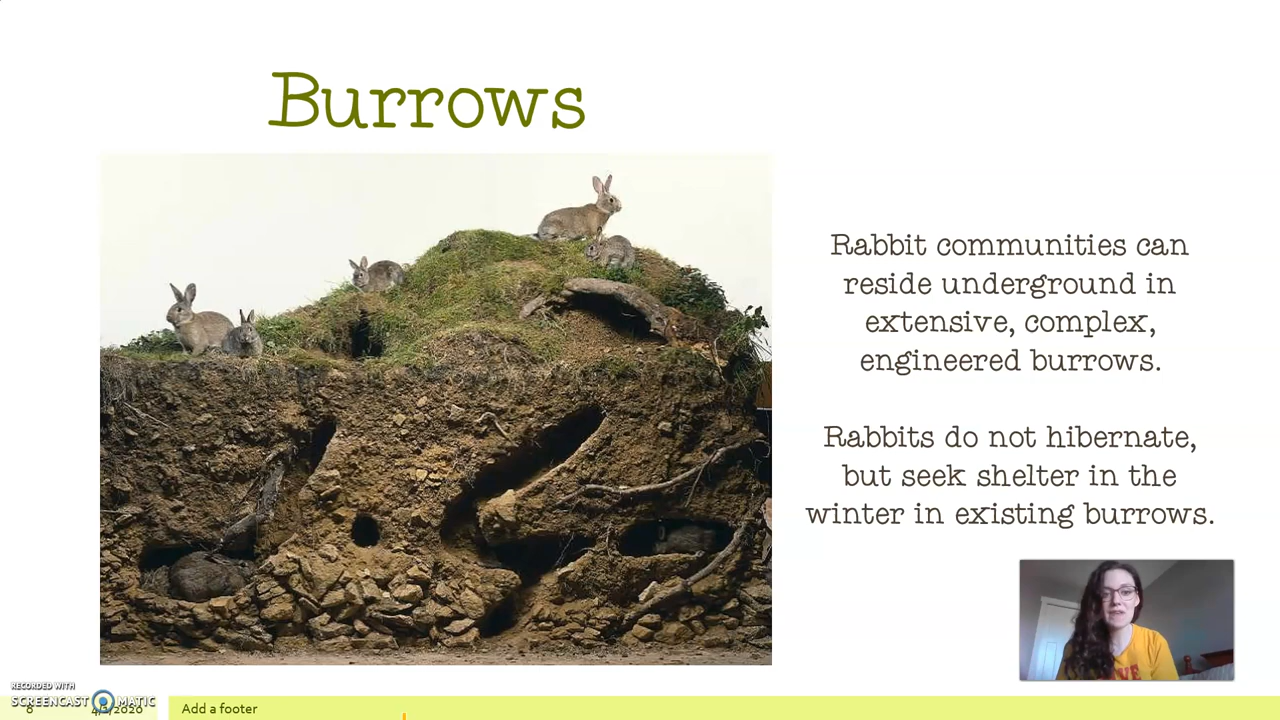 Burrows
Rabbit communities can
reside underground in
extensive, complex,
engineered burrows.
Rabbits do not hibernate,
but seek shelter in the
winter in existing burrows.
RECORDED WITH
SCREENCAST MATIC
8
Add a footer